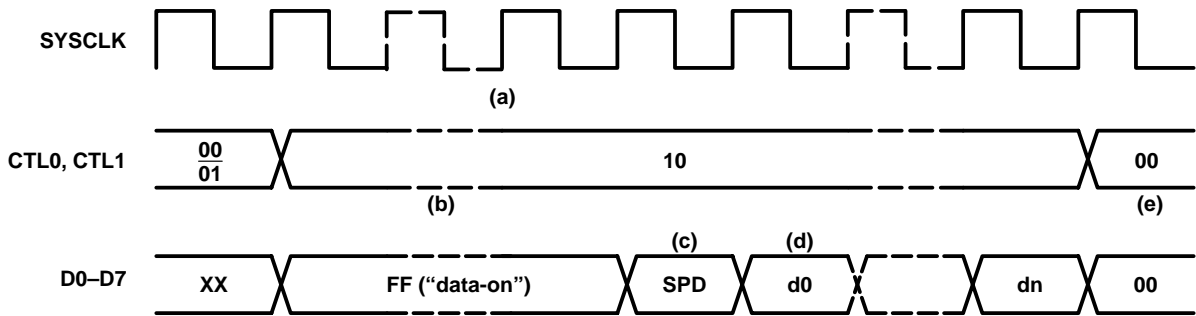 SYSCLK
(a)
CTL0, CTL1
00
01
10
00
(b)
(e)
(c)
(d)
D0–D7
XX
FF (“data-on”)
SPD
d0
dn
00